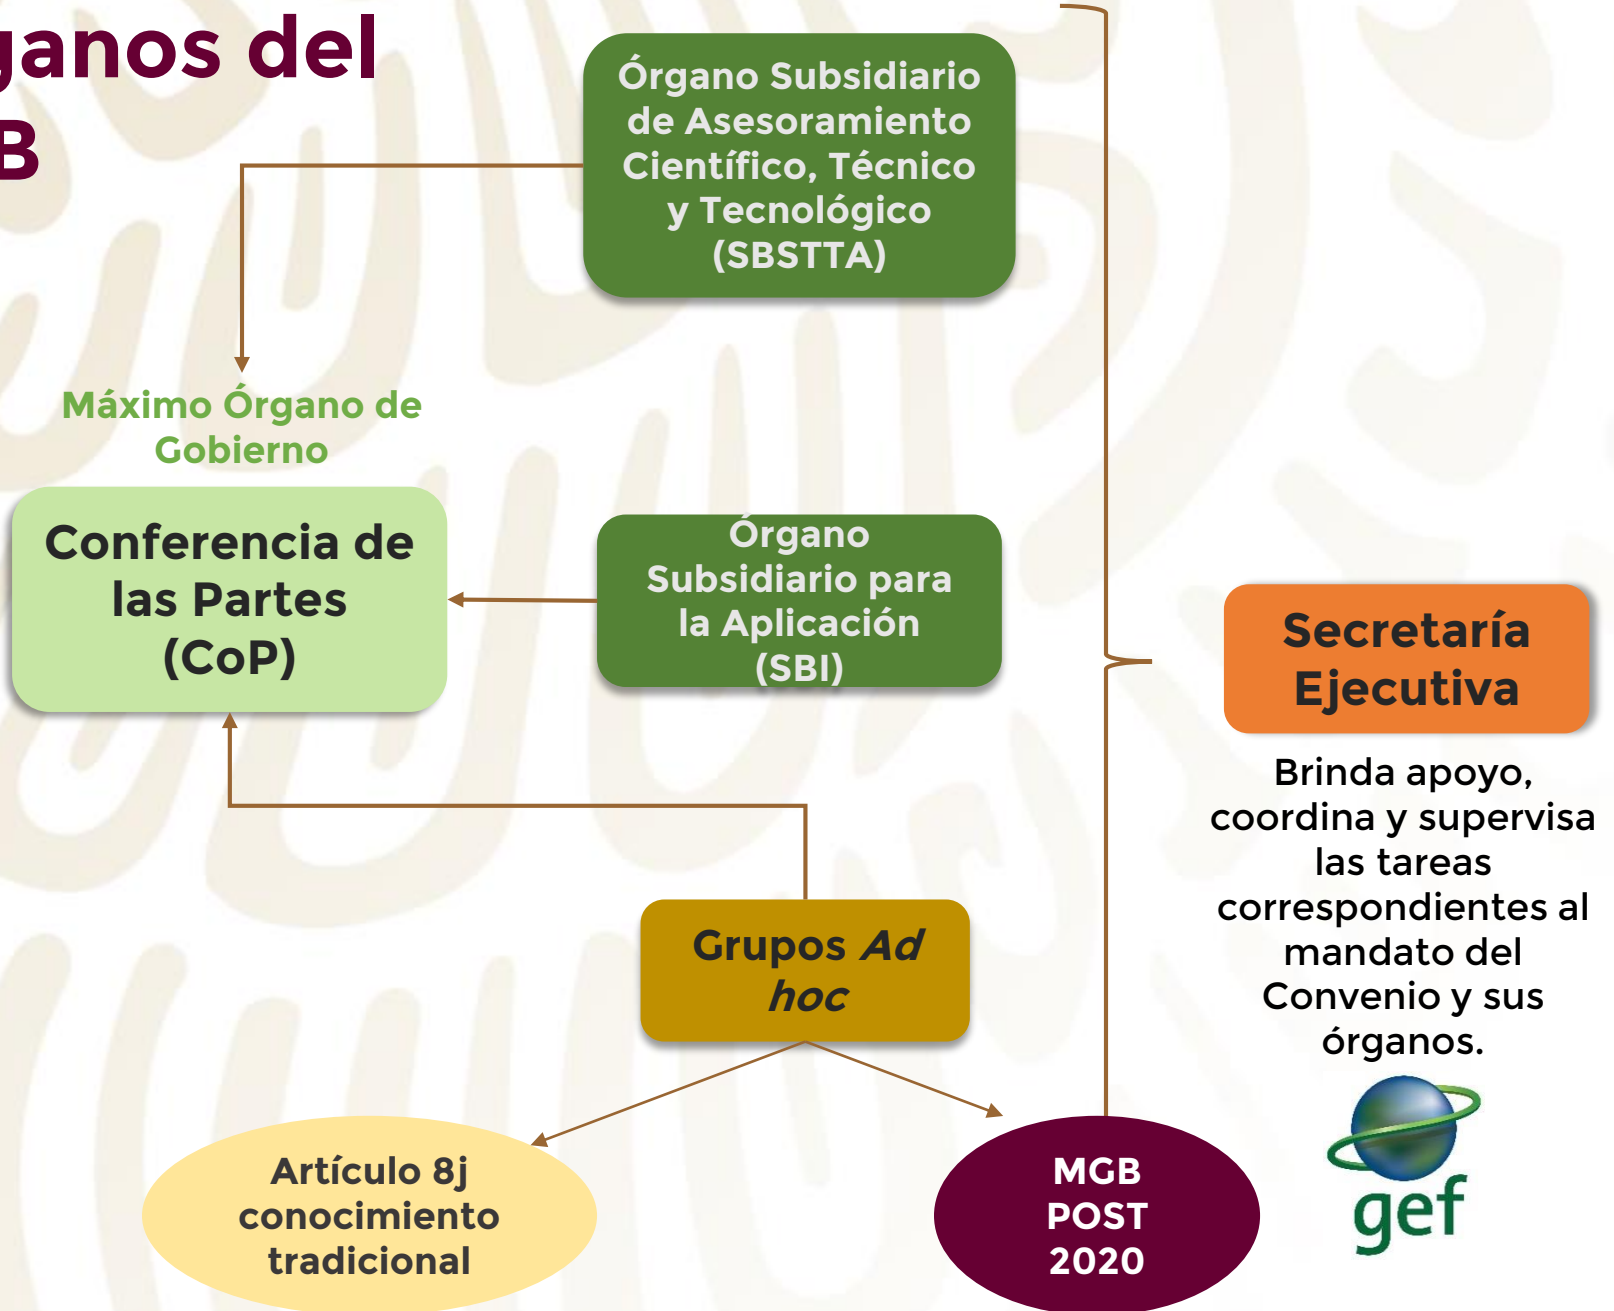 ganos del
B
Órgano Subsidiario
de Asesoramiento
Científico, Técnico
y Tecnológico
(SBSTTA)
Máximo Órgano de
Gobierno
Conferencia de
las Partes
(CoP)
Órgano
Subsidiario para
la Aplicación
(SBI)
Secretaría
Ejecutiva
Brinda apoyo,
coordina y supervisa
las tareas
correspondientes al
mandato del
Convenio y sus
órganos.
Grupos Ad
hoc
Artículo 8j
conocimiento
tradicional
MGB
POST
2020
gef